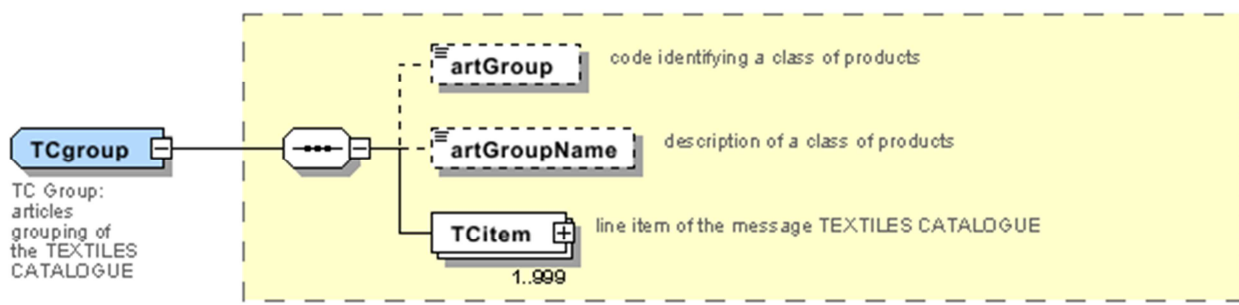 artGroup
code identifying a class of products
artGroupName
description of a class of products
TCgroup
TC Group:
articles
grouping of
the TEXTILES
CATALOGUE
TCitem
line item of the message TEXTILES CATALOGUE
1..999